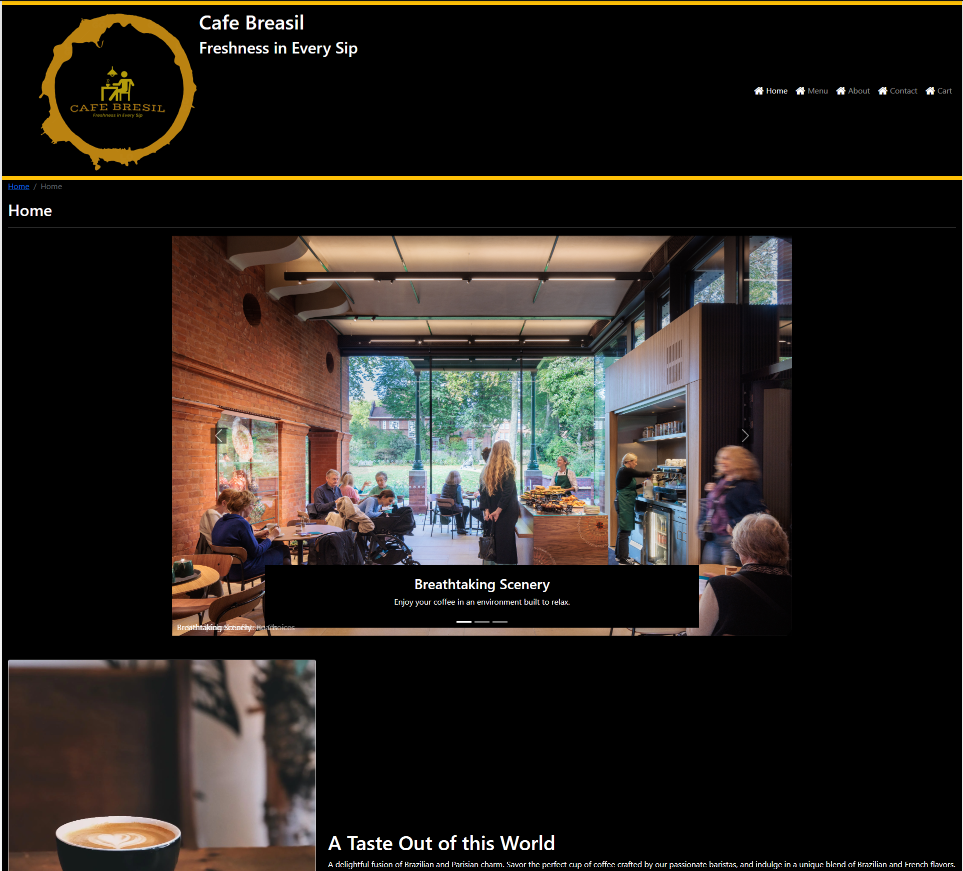 Cafe Breasil
Freshness in Every Sip
CAFE BRESIL
Freshness in Every Sip
Home Menu About Contact Cart
Home / Home
Home
Breathtaking Scenery
Enjoy your coffee in an environment built to relax.
Breathtaking Scenery
A Taste Out of this World
A delightful fusion of Brazilian and Parisian charm. Savor the perfect cup of coffee crafted by our passionate baristas, and indulge in a unique blend of Brazilian and French flavors.